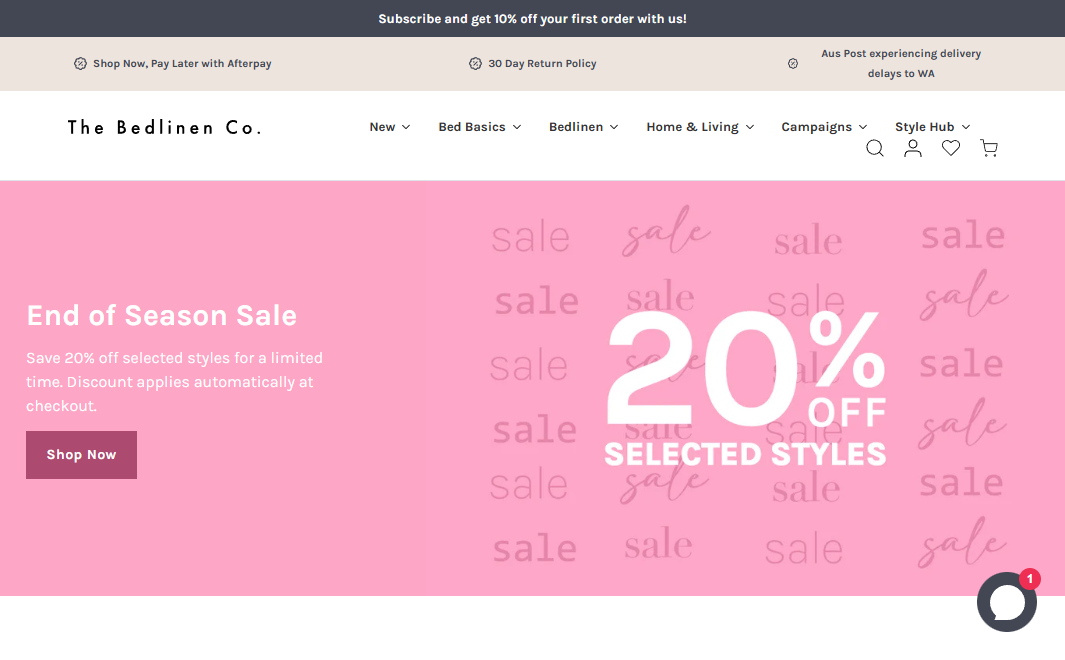 Subscribe and get 10% off your first order with us!
Shop Now, Pay Later with Afterpay
30 Day Return Policy
Aus Post experiencing delivery
delays to WA
The Bedlinen Co.
New
Bed Basics
Bedlinen
Home & Living
Campaigns
Style Hub
End of Season Sale
Save 20% off selected styles for a limited
time. Discount applies automatically at
checkout.
Shop Now
sale sale sale sale
sale sale sale sale
sale sale sale sale
sale sale sale sale
sale sale sale sale
sale sale sale sale
20% OFF
SELECTED STYLES
1